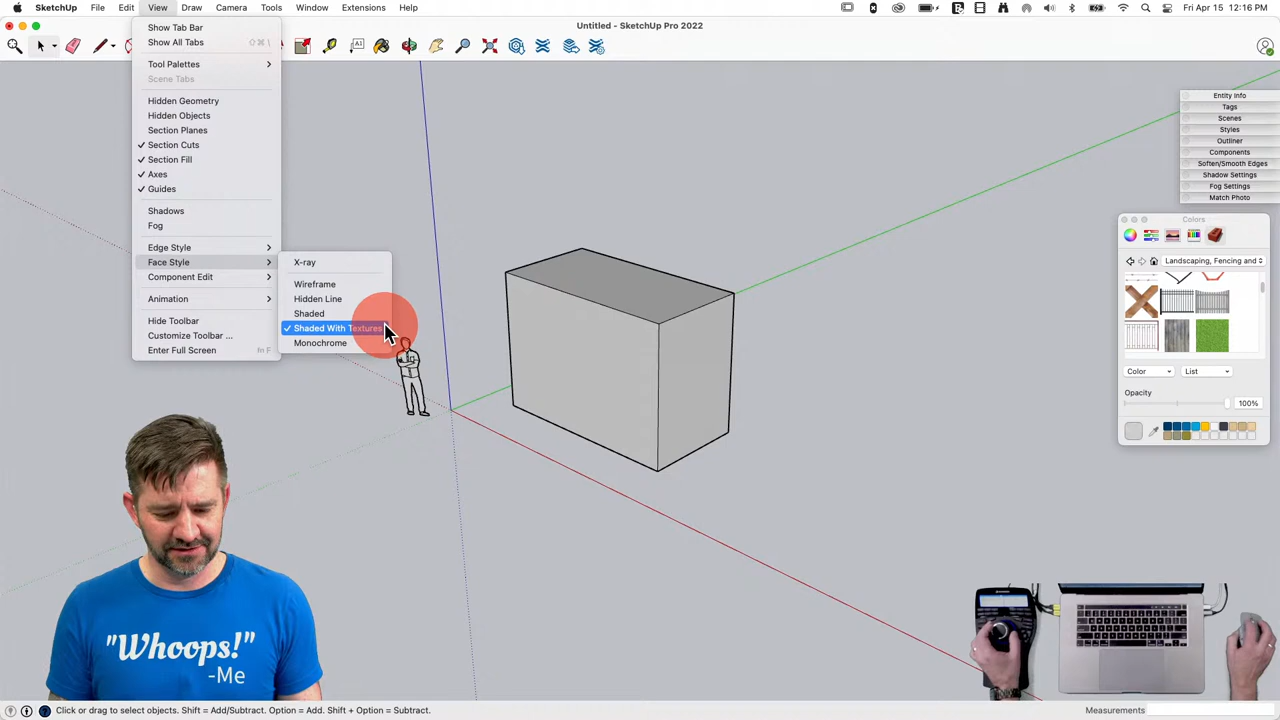 SketchUp File Edit View Draw Camera Tools Window Extensions Help Fri Apr 15 12:16 PM
Untitled - SketchUp Pro 2022
Show Tab Bar
Show All Tabs ⇧⌘\
Tool Palettes
Scene Tabs
Hidden Geometry
Hidden Objects
Section Planes
✓ Section Cuts
✓ Section Fill
✓ Axes
✓ Guides
Shadows
Fog
Edge Style
Face Style
Component Edit
Animation
Hide Toolbar
Customize Toolbar ...
Enter Full Screen fn F
X-ray
Wireframe
Hidden Line
Shaded
✓ Shaded With Textures
Monochrome
Entity Info
Tags
Scenes
Styles
Outliner
Components
Soften/Smooth Edges
Shadow Settings
Fog Settings
Match Photo
Colors
Landscaping, Fencing and
Color List
Opacity
100%
"Whoops!"
-Me
Click or drag to select objects. Shift = Add/Subtract. Option = Add. Shift + Option = Subtract.
Measurements